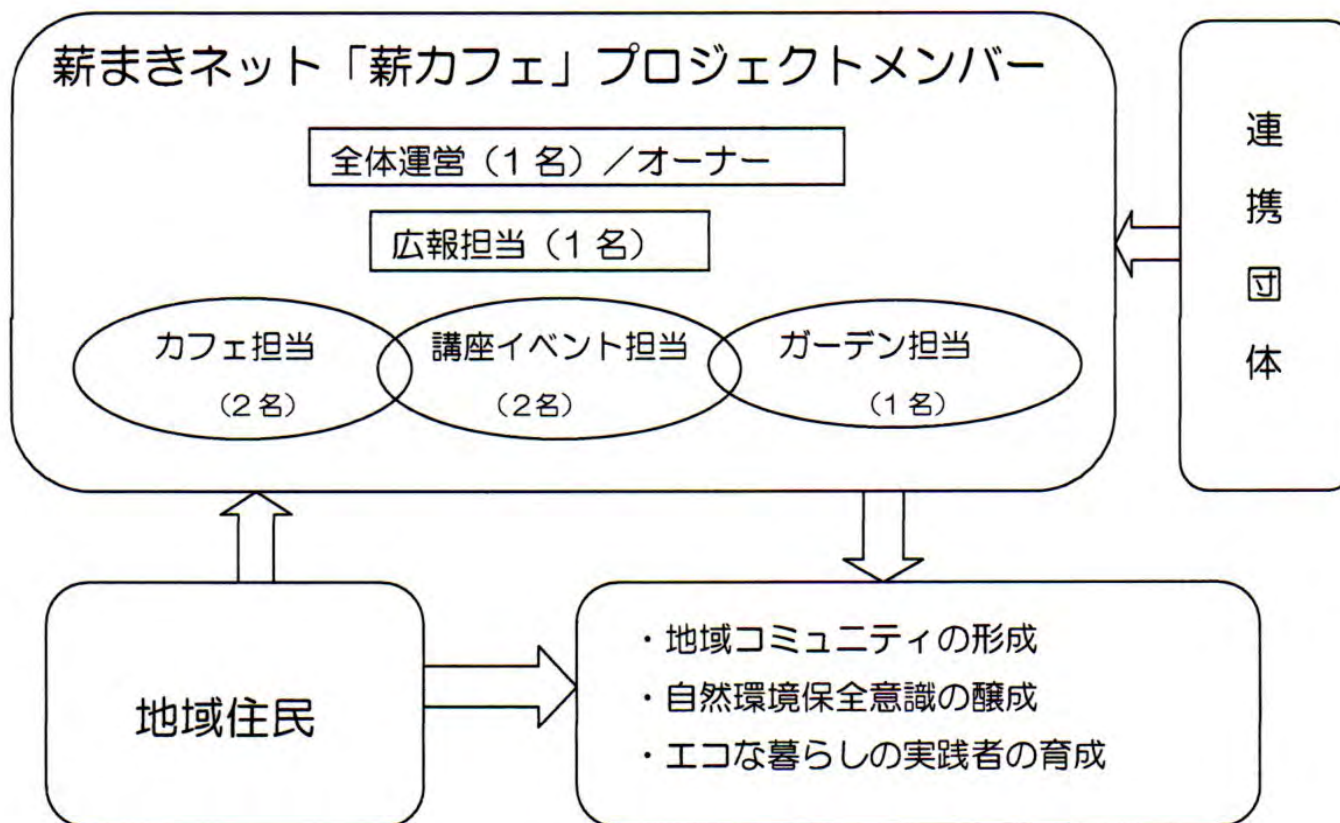 薪まきネット「薪カフェ」プロジェクトメンバー
全体運営(1名)/オーナー
広報担当(1名)
カフェ担当
(2名)
講座イベント担当
(2名)
ガーデン担当
(1名)
連携団体
地域住民
・地域コミュニティの形成
・自然環境保全意識の醸成
・エコな暮らしの実践者の育成